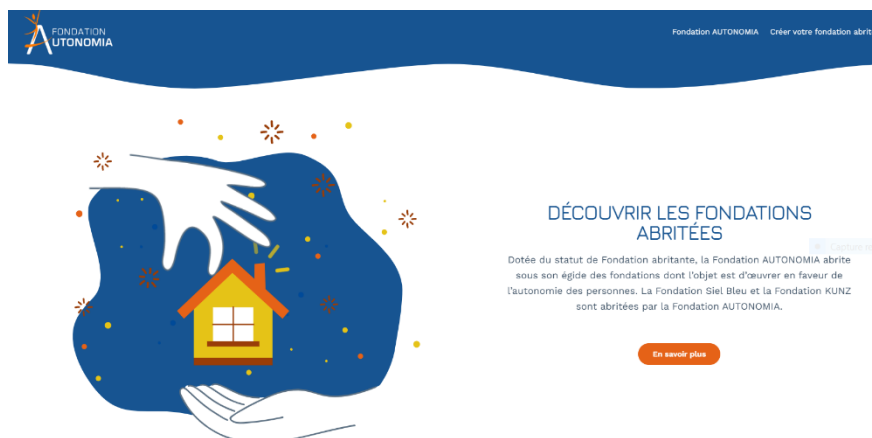 FONDATION
AUTONOMIA
Fondation AUTONOMIA Créer votre fondation
DÉCOUVRIR LES FONDATIONS
ABRITÉES
Dotée du statut de Fondation abritante, la Fondation AUTONOMIA abrite
sous son égide des fondations dont l'objet est d'œuvrer en faveur de
l'autonomie des personnes. La Fondation Siel Bleu et la Fondation KUNZ
sont abritées par la Fondation AUTONOMIA.
Capture
En savoir plus